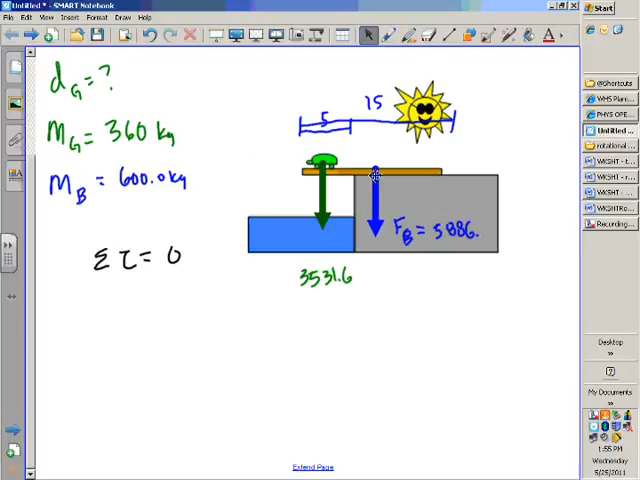 Untitled * - SMART Notebook
File Edit View Insert Format Draw Help
d_G = ?
m_G = 360 kg
m_B = 600.0 kg
Σ τ = 0
5
15
F_B = 5886.
3531.6
Extend Page
Start
@Shortcuts
WHS Plan...
PHYS OPE...
Untitled ...
rotational ...
WKSHT - r...
WKSHT - r...
WKSHT - ...
WKSHTRo...
Recording...
Desktop
My Documents
1:55 PM
Wednesday
5/25/2011